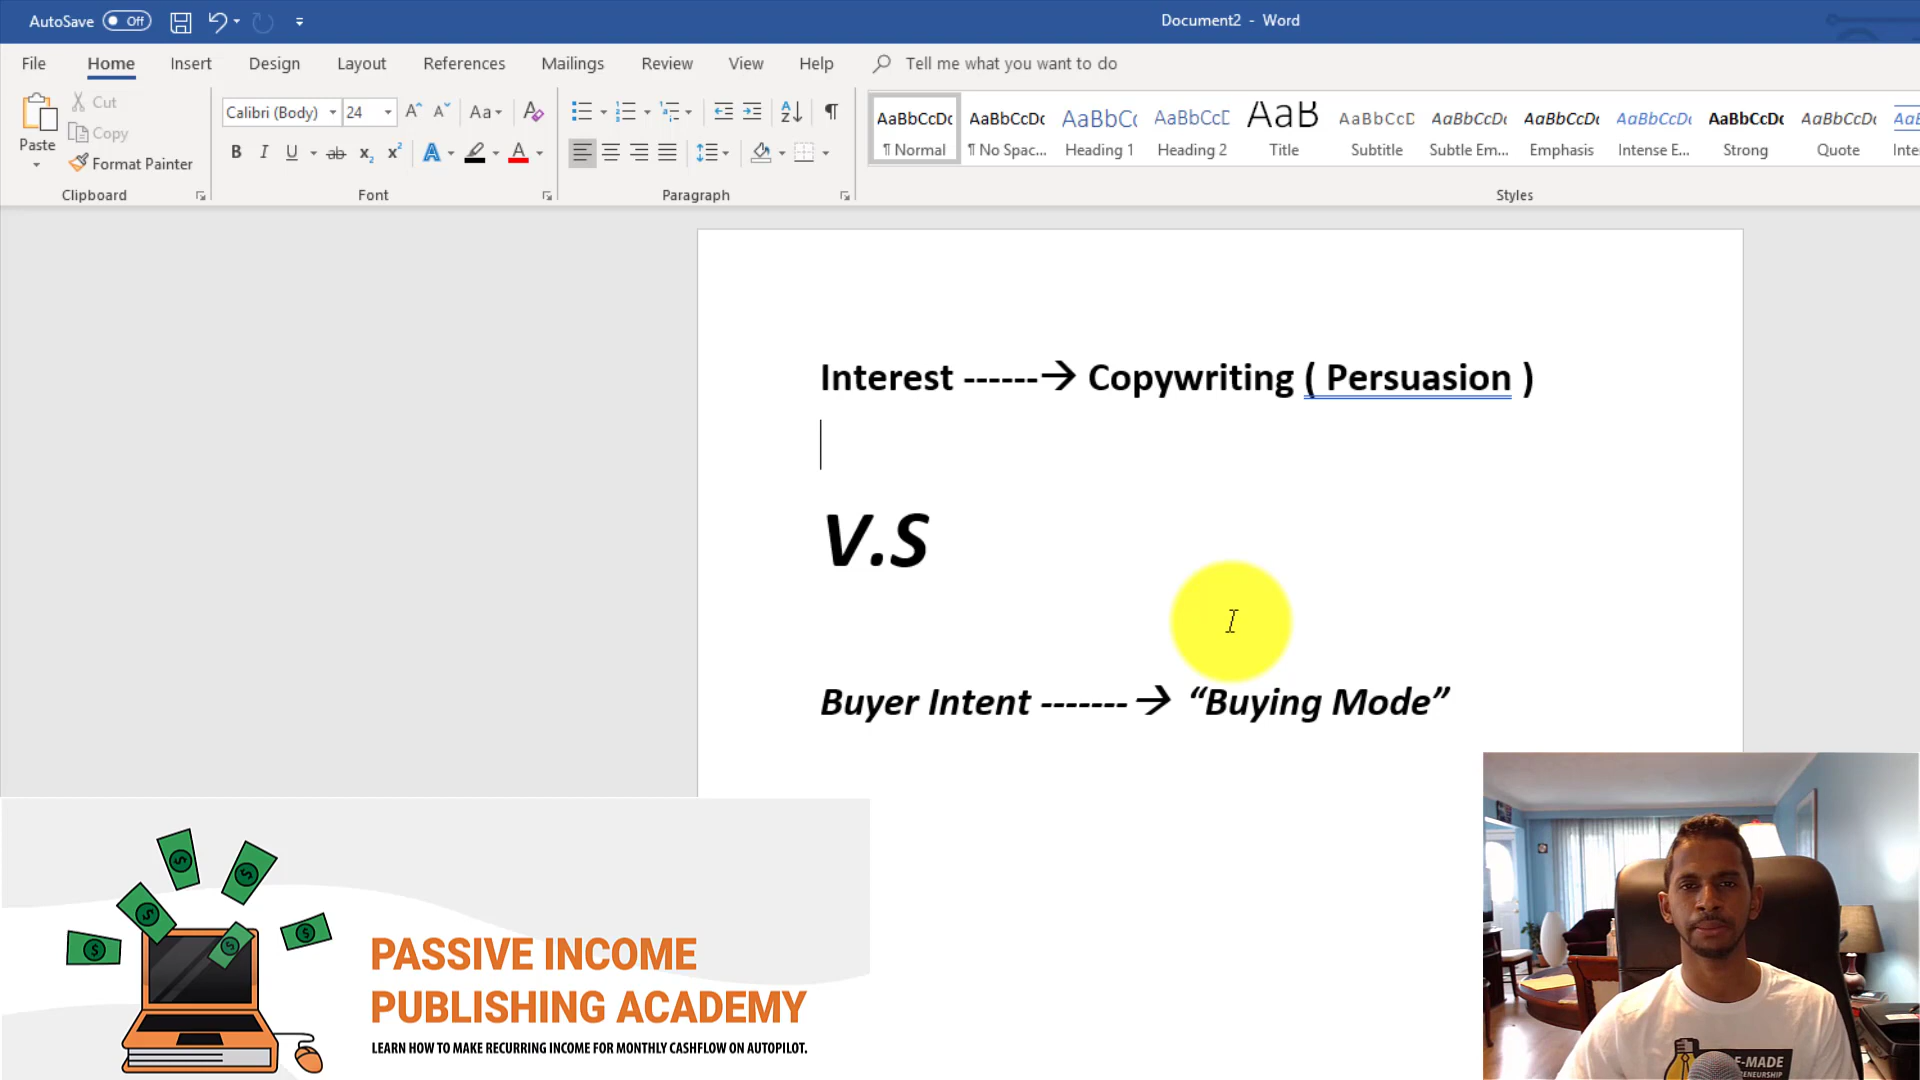 AutoSave Off Document2 - Word
File Home Insert Design Layout References Mailings Review View Help Tell me what you want to do
Paste
Cut
Copy
Format Painter
Clipboard
Calibri (Body) 24
Font
Paragraph
AaBbCcDc AaBbCcDc AaBbCc AaBbCcD AaB AaBbCcD AaBbCcDc AaBbCcDc AaBbCcDc AaBbCcDc AaBbCcDc
¶ Normal ¶ No Spac... Heading 1 Heading 2 Title Subtitle Subtle Em... Emphasis Intense E... Strong Quote
Styles
Interest ------→ Copywriting ( Persuasion )
V.S
Buyer Intent -------→ “Buying Mode”
PASSIVE INCOME
PUBLISHING ACADEMY
LEARN HOW TO MAKE RECURRING INCOME FOR MONTHLY CASHFLOW ON AUTOPILOT.